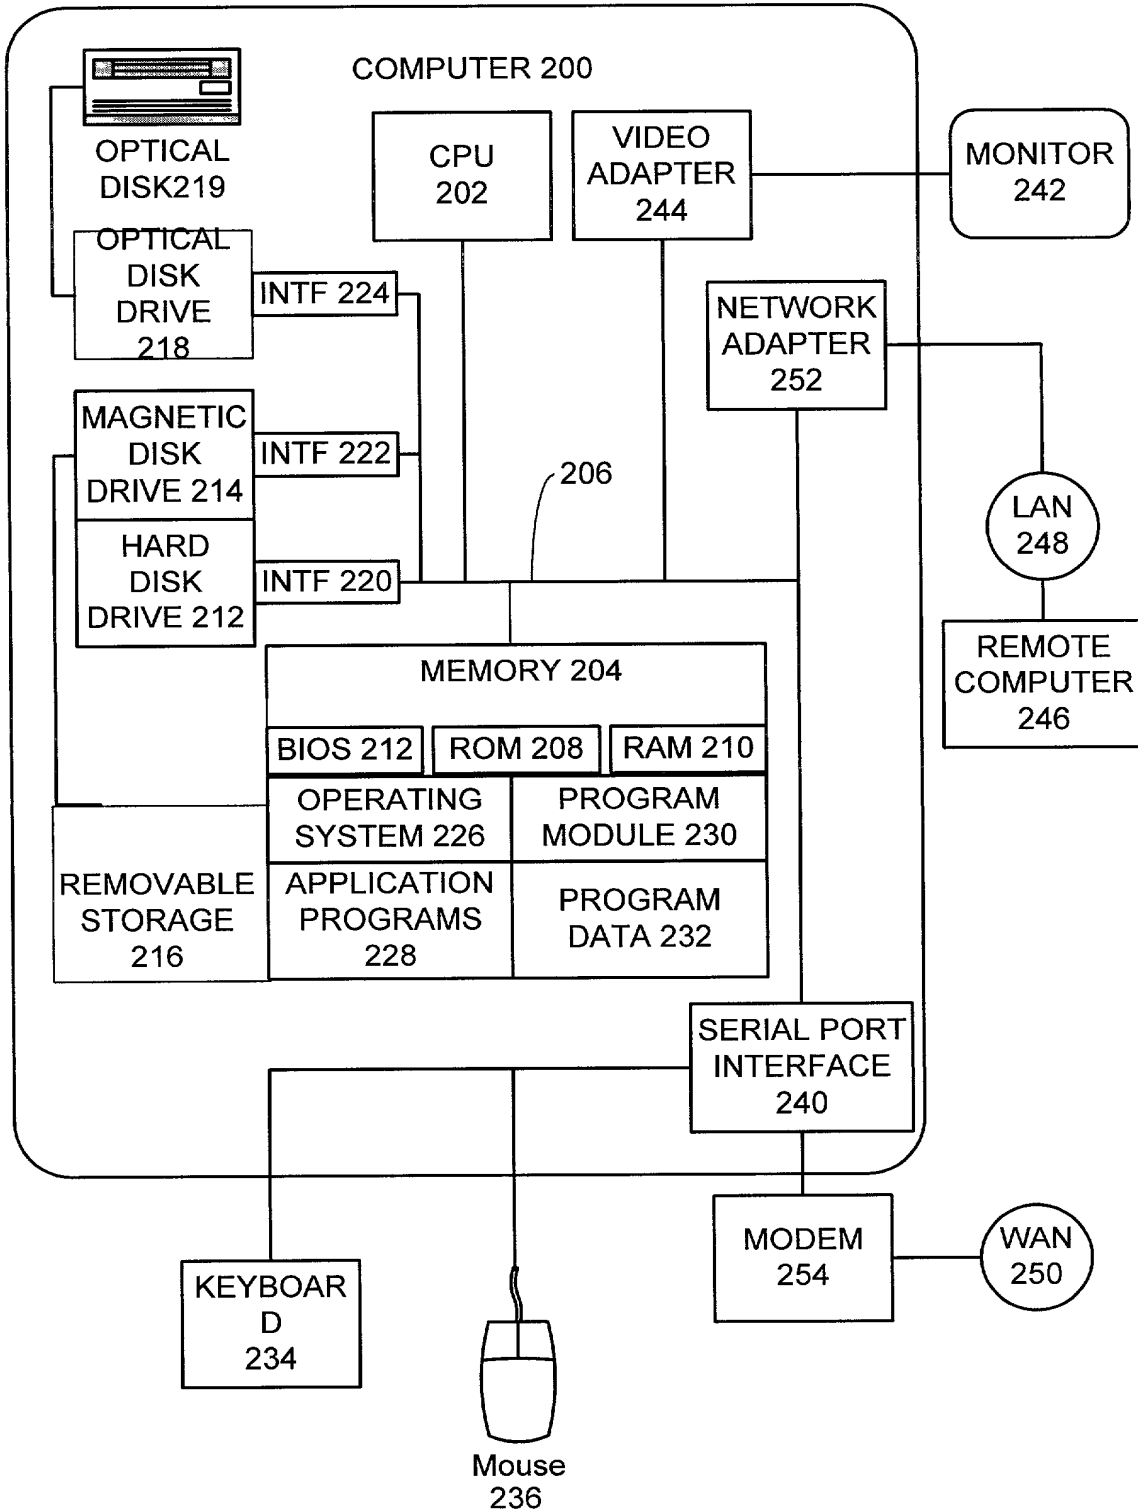 COMPUTER 200
OPTICAL
DISK219
CPU
202
VIDEO
ADAPTER
244
MONITOR
242
OPTICAL
DISK
DRIVE
218
INTF 224
NETWORK
ADAPTER
252
MAGNETIC
DISK
DRIVE 214
INTF 222
206
LAN
248
HARD
DISK
DRIVE 212
INTF 220
REMOTE
COMPUTER
246
MEMORY 204
BIOS 212
ROM 208
RAM 210
OPERATING
SYSTEM 226
PROGRAM
MODULE 230
REMOVABLE
STORAGE
216
APPLICATION
PROGRAMS
228
PROGRAM
DATA 232
SERIAL PORT
INTERFACE
240
MODEM
254
WAN
250
KEYBOAR
D
234
Mouse
236